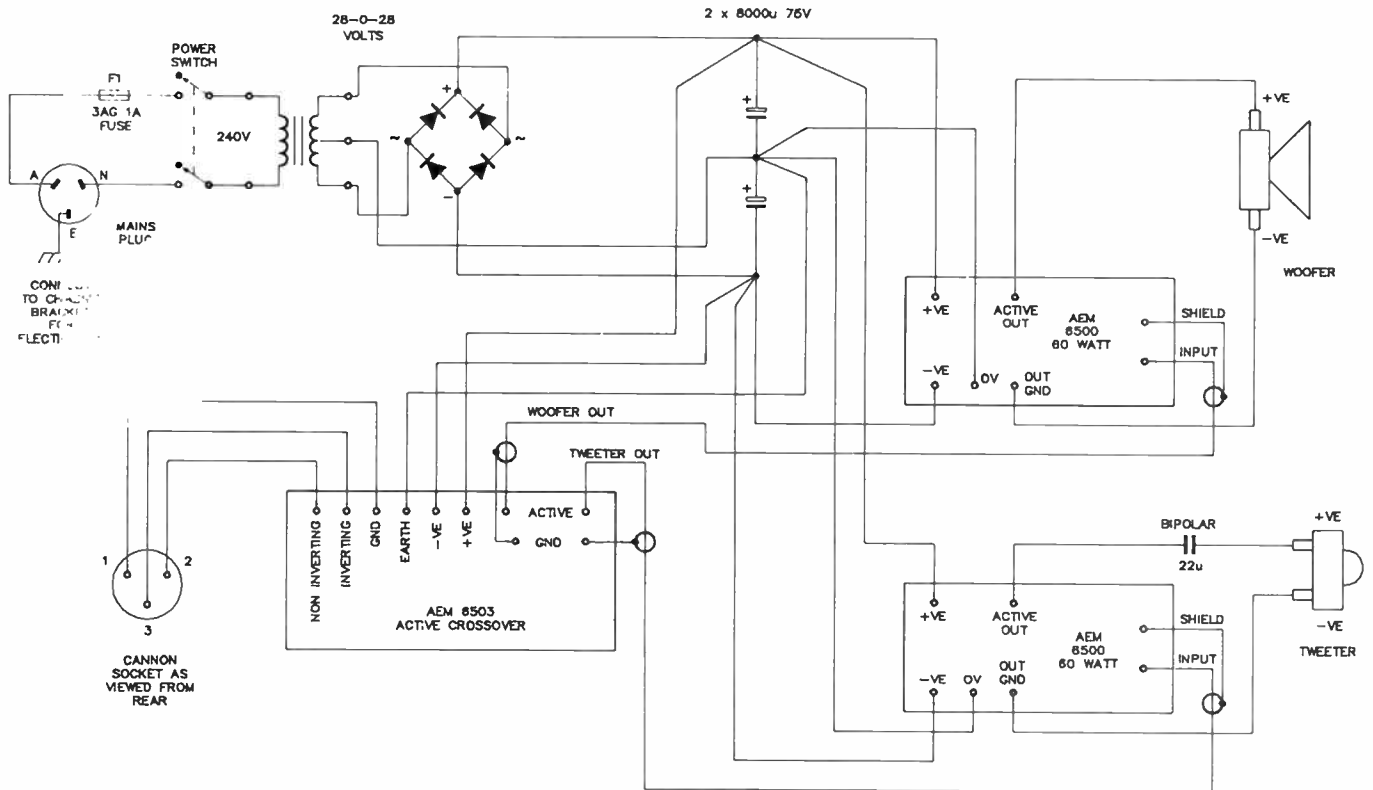 28-0-28
VOLTS
2 x 8000u 75V
POWER
SWITCH
F1
3AG 1A
FUSE
240V
+
~
~
-
+
+
A
N
E
MAINS
TO
ACTIVE
OUT
+VE
-VE
WOOFER
+VE
AEM
6500
60 WATT
SHIELD
INPUT
-VE
0V
OUT
GND
WOOFER OUT
TWEETER OUT
NON INVERTING
INVERTING
GND
EARTH
-VE
+VE
ACTIVE
GND
AEM 6503
ACTIVE CROSSOVER
1
2
3
CANNON
SOCKET AS
VIEWED FROM
REAR
BIPOLAR
22u
+VE
-VE
TWEETER
+VE
ACTIVE
OUT
AEM
6500
60 WATT
SHIELD
INPUT
-VE
0V
OUT
GND